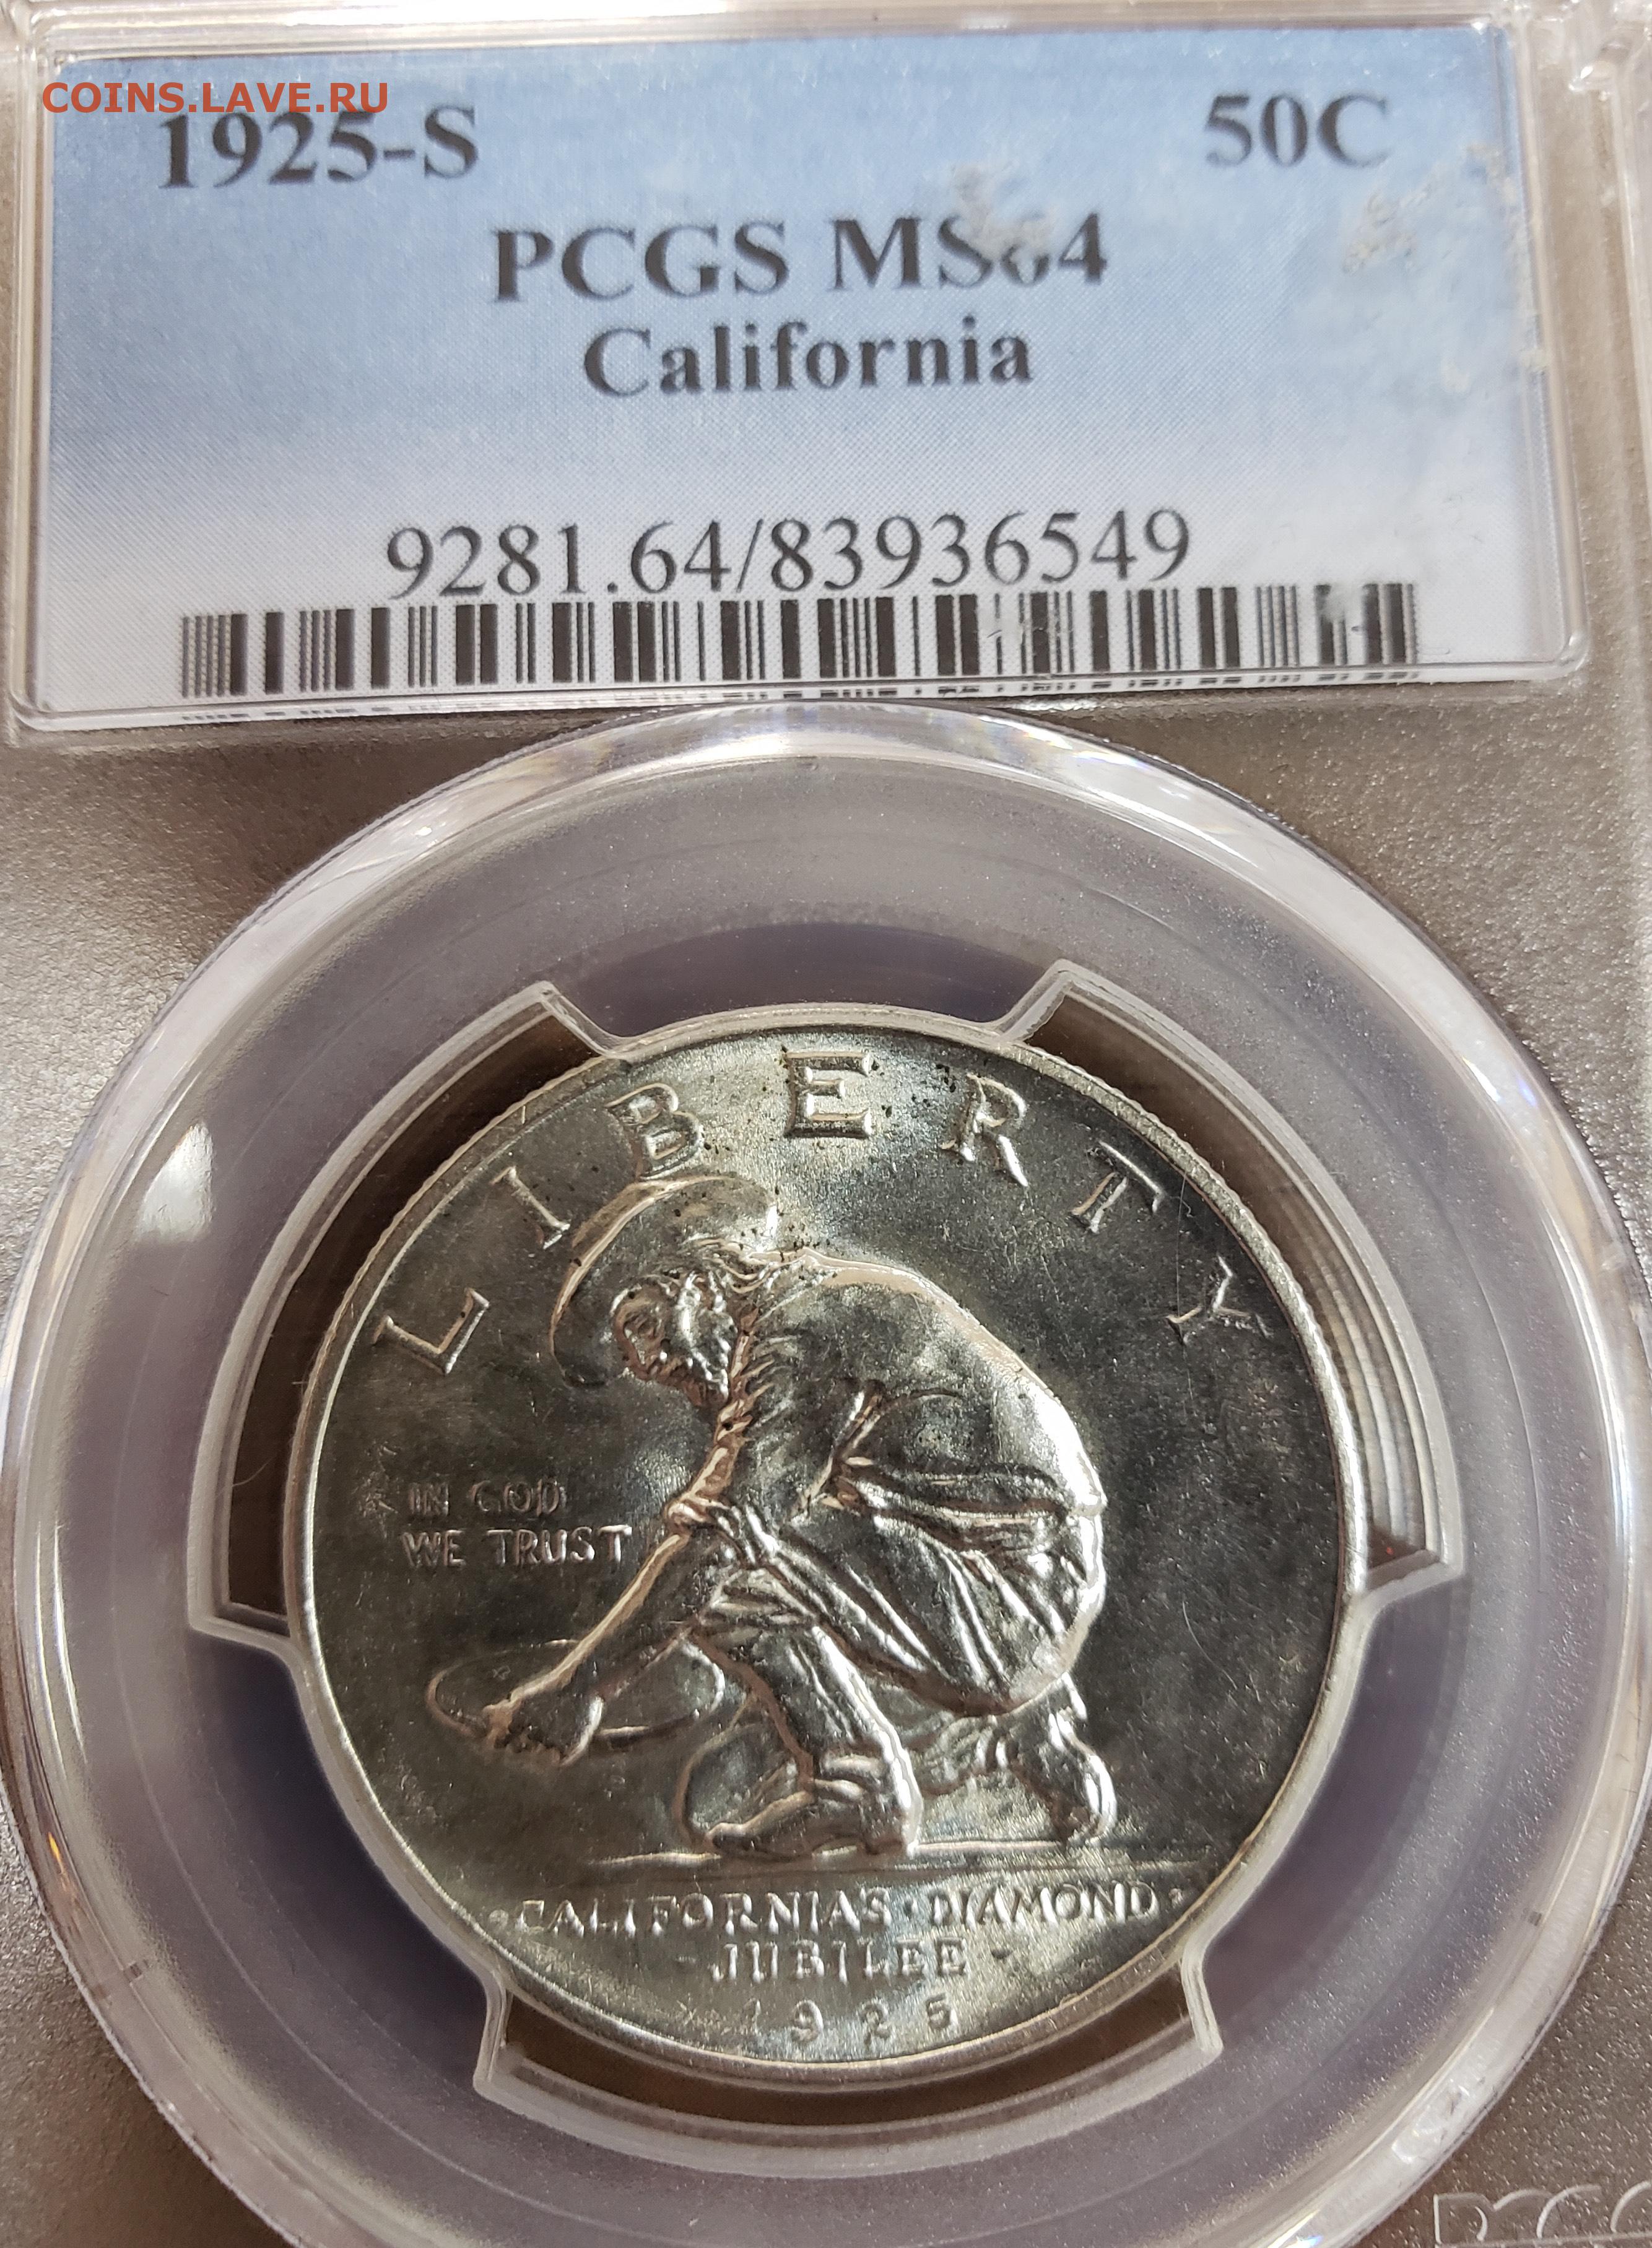 COINS.LAVE.RU
1925-S 50C
PCGS MS64
California
9281.64/83936549
LIBERTY
IN GOD
WE TRUST
CALIFORNIAS·DIAMOND
JUBILEE
1925
PCGS